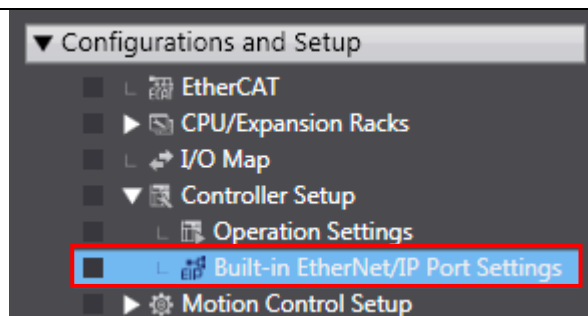 ▼ Configurations and Setup
EtherCAT
▶ CPU/Expansion Racks
I/O Map
▼ Controller Setup
Operation Settings
EIP Built-in EtherNet/IP Port Settings
▶ Motion Control Setup